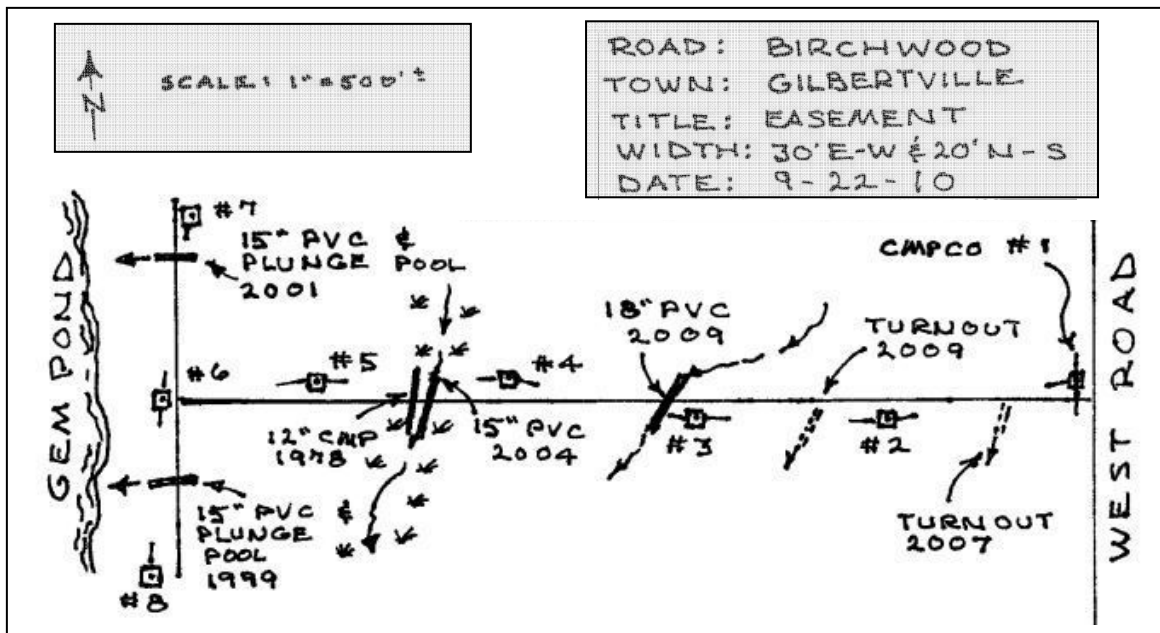 N
SCALE: 1"=500'±
ROAD: BIRCHWOOD
TOWN: GILBERTVILLE
TITLE: EASEMENT
WIDTH: 30'E-W & 20'N-S
DATE: 9-22-10
GEM POND
#7
15" PVC &
PLUNGE POOL
2001
CMPCO #1
WEST ROAD
18" PVC
2009
TURNOUT
2009
#6
#5
#4
12" CMP
1978
15" PVC
2004
#3
#2
15" PVC &
PLUNGE
POOL
1999
TURNOUT
2007
#8